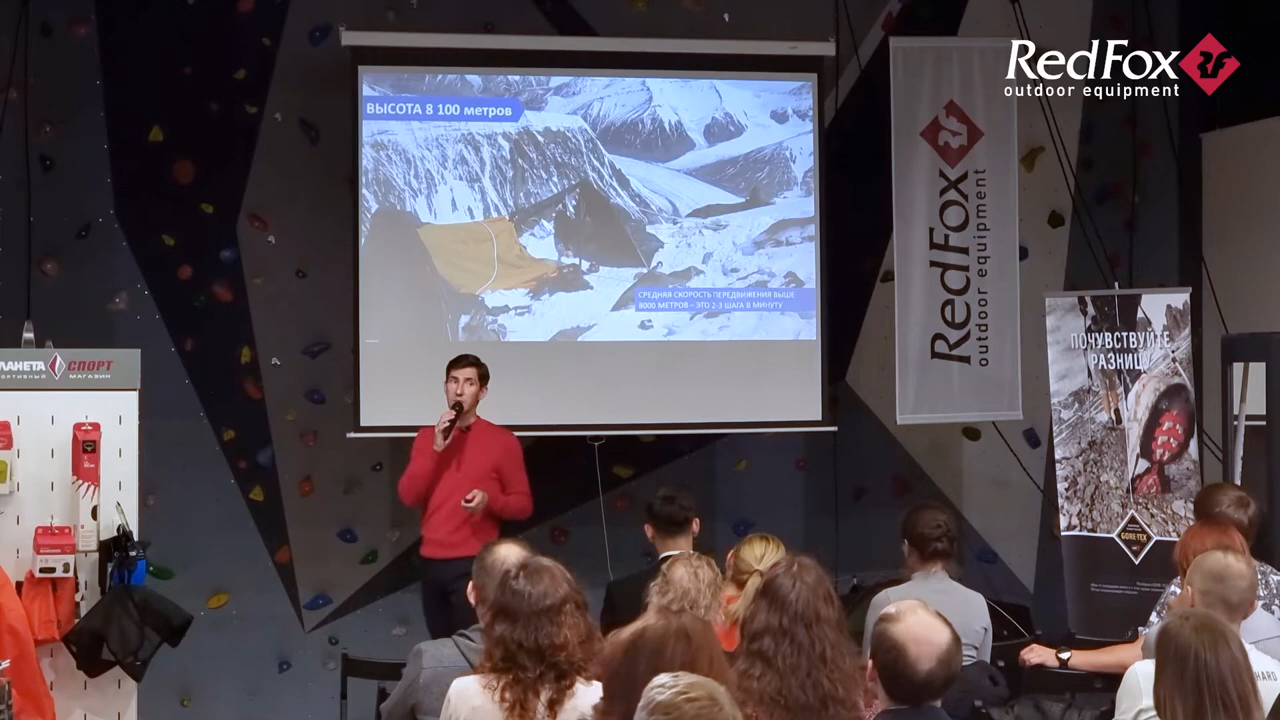 RedFox
outdoor equipment
ВЫСОТА 8 100 метров
СРЕДНЯЯ СКОРОСТЬ ПЕРЕДВИЖЕНИЯ ВЫШЕ
8000 МЕТРОВ – ЭТО 2-3 ШАГА В МИНУТУ
RedFox
outdoor equipment
ПОЧУВСТВУЙТЕ
РАЗНИЦУ
GORE-TEX
ЛАНЕТА СПОРТ
ОРТИВНЫЙ МАГАЗИН
HARD